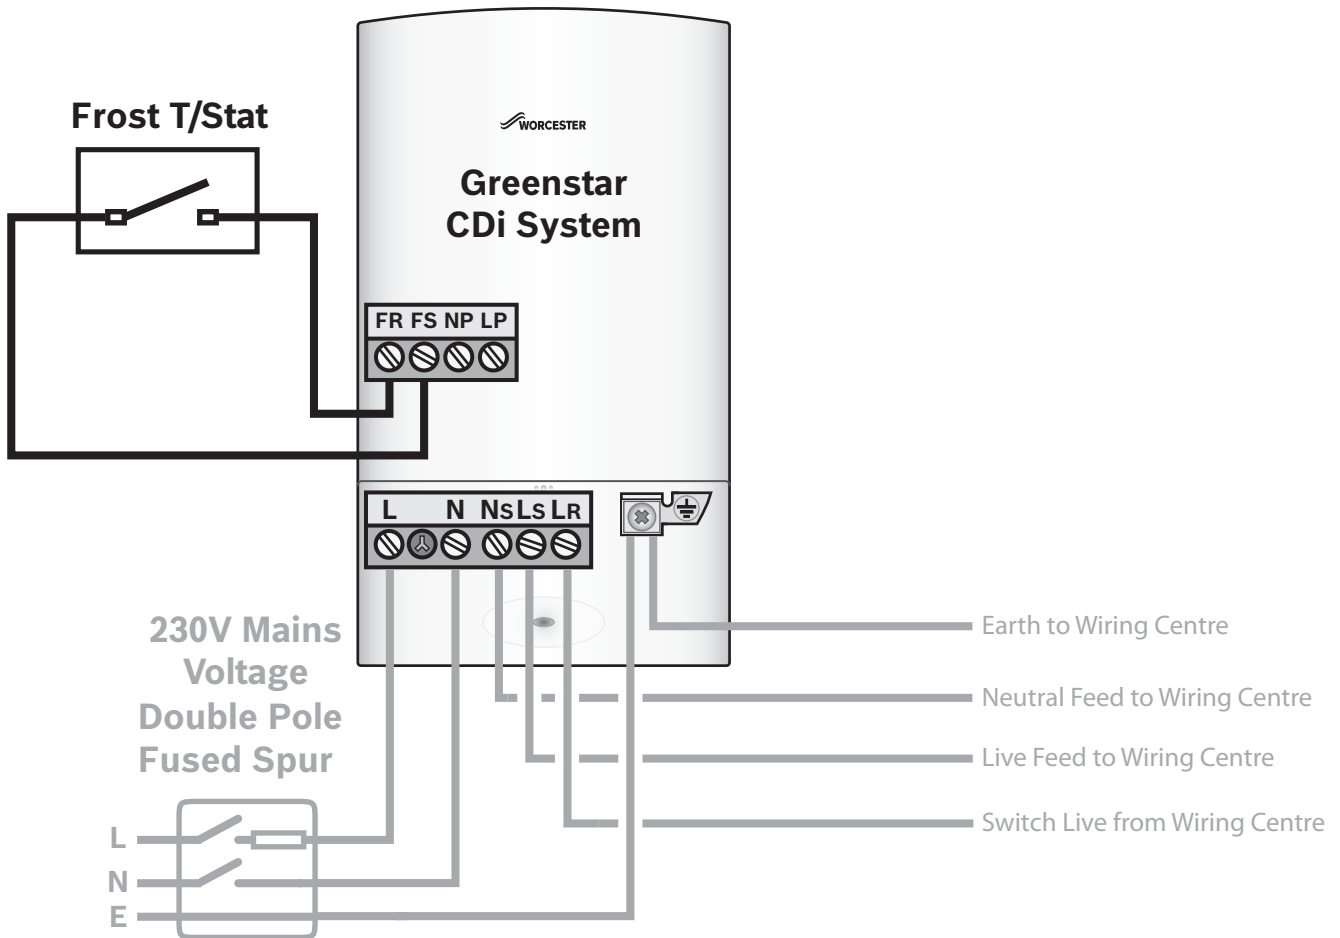 Frost T/Stat
WORCESTER
Greenstar
CDi System
FR FS NP LP
L N NS LS LR
230V Mains
Voltage
Double Pole
Fused Spur
L
N
E
Earth to Wiring Centre
Neutral Feed to Wiring Centre
Live Feed to Wiring Centre
Switch Live from Wiring Centre